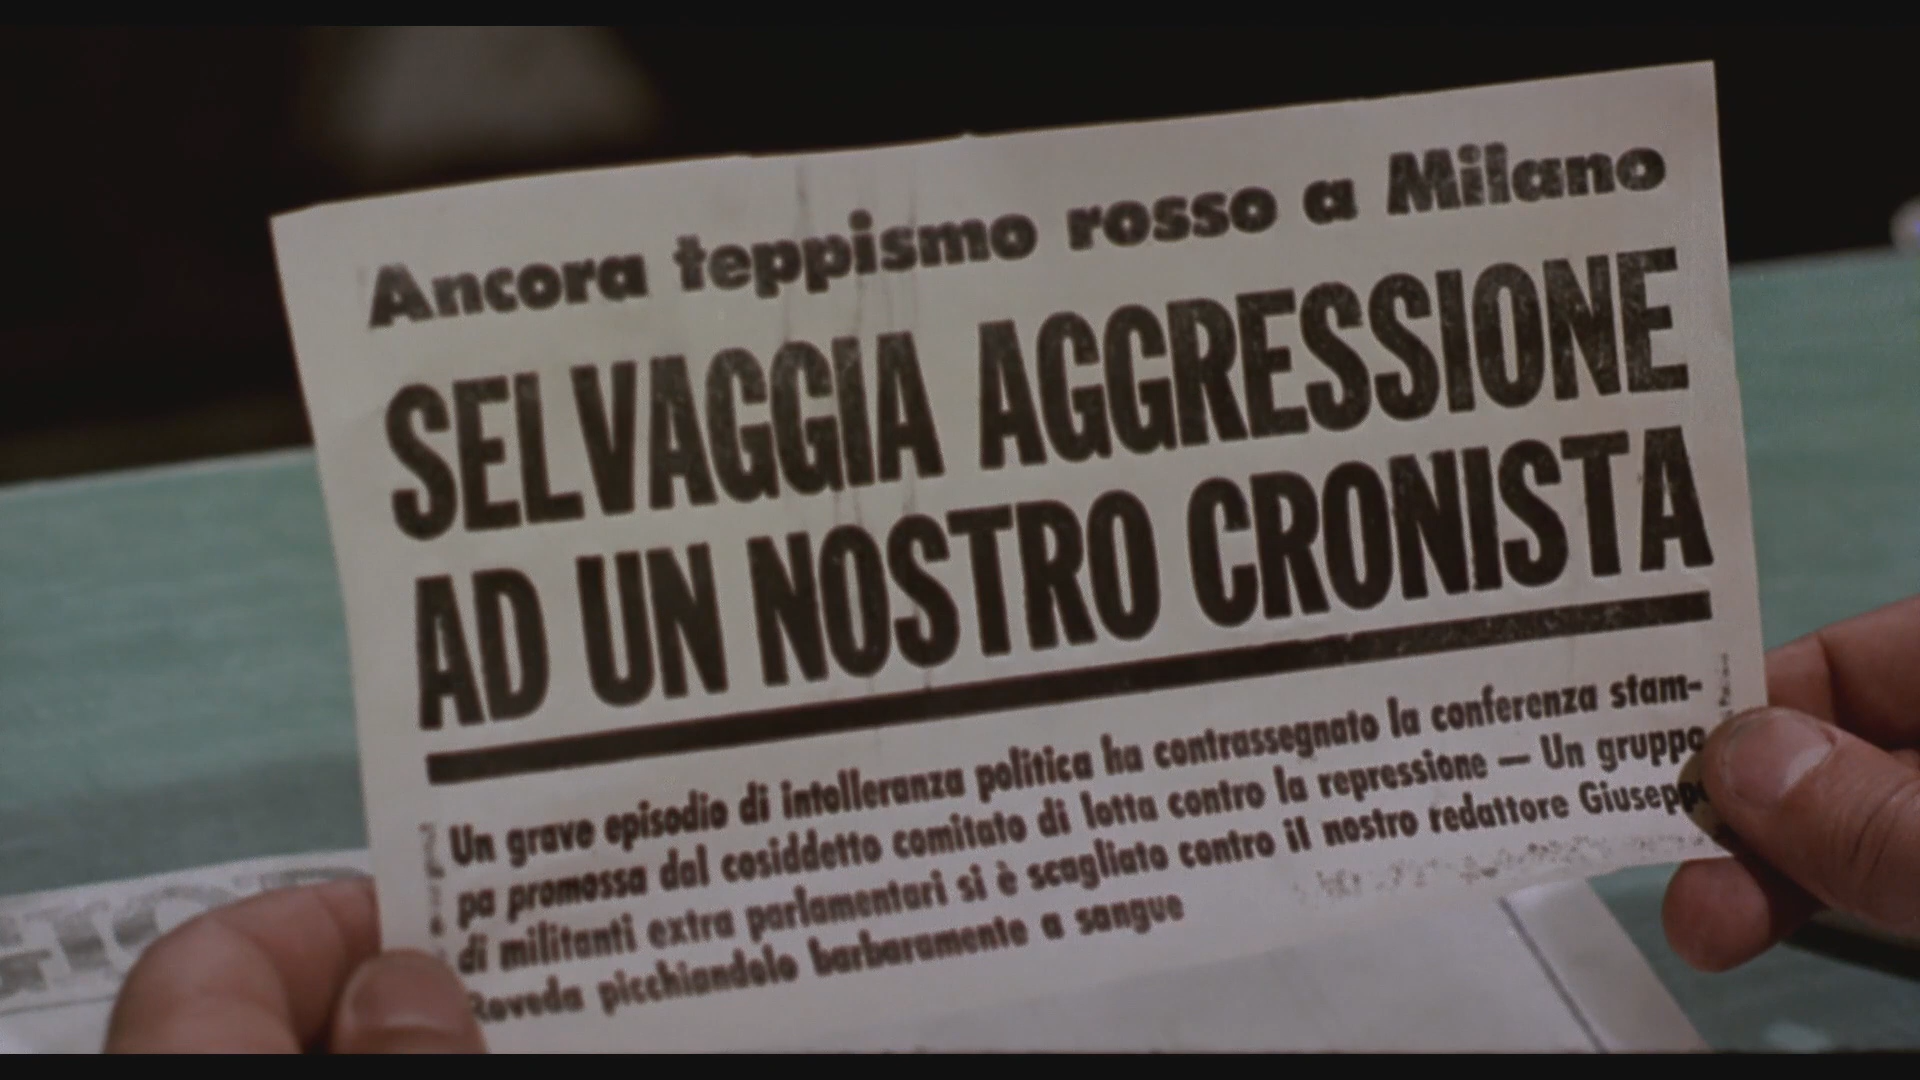 Ancora teppismo rosso a Milano
SELVAGGIA AGGRESSIONE
AD UN NOSTRO CRONISTA
Un grave episodio di intolleranza politica ha contrassegnato la conferenza stam-
pa promossa dal cosiddetto comitato di lotta contro la repressione — Un gruppo
di militanti extra parlamentari si è scagliato contro il nostro redattore Giuseppe
Roveda picchiandolo barbaramente a sangue